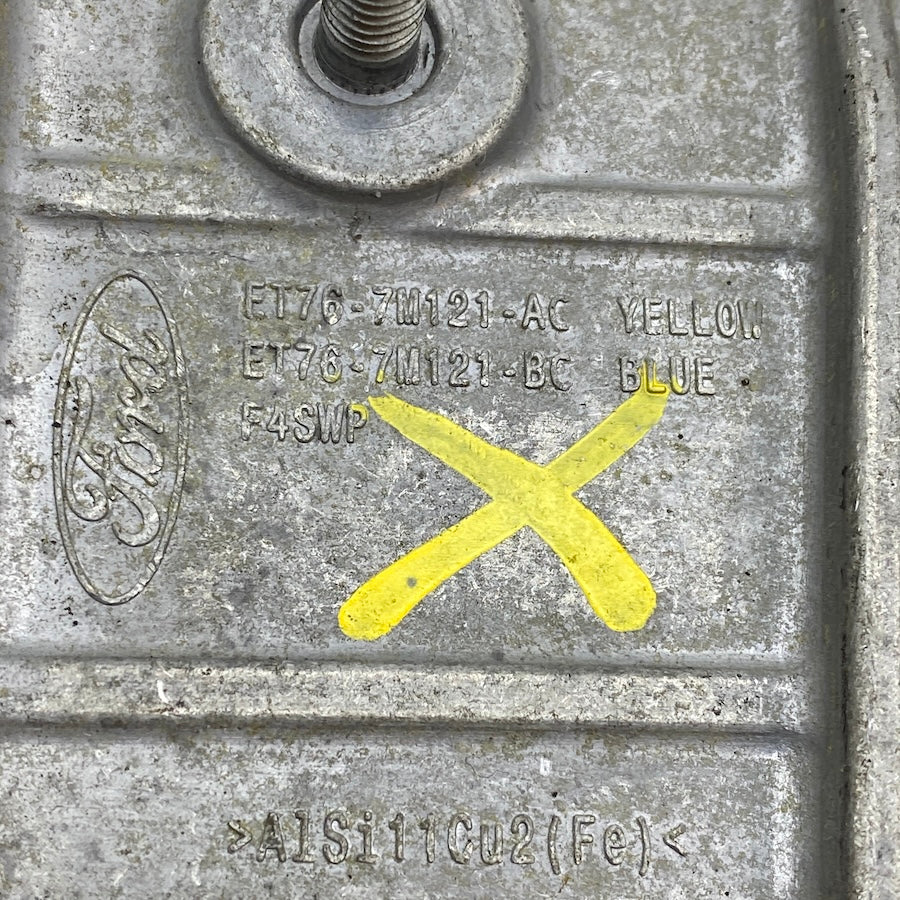 Ford
ET76-7M121-AC YELLOW
ET76-7M121-BC BLUE
F4SWP
>AlSi11Cu2(Fe)<